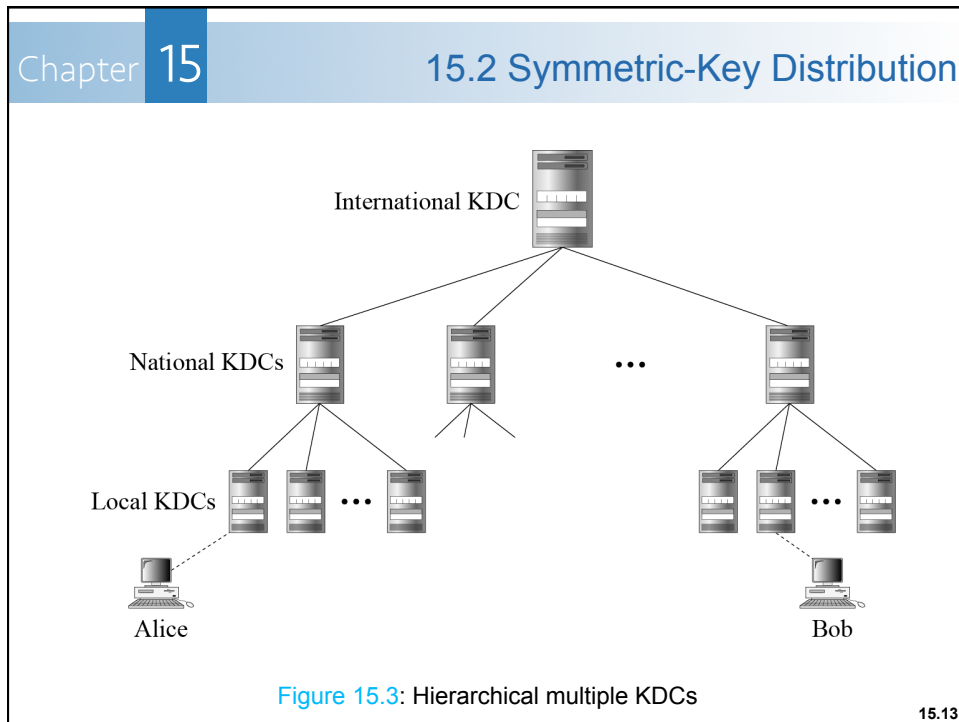 Chapter 15
15.2 Symmetric-Key Distribution
International KDC
National KDCs
•••
Local KDCs
•••
•••
Alice
Bob
Figure 15.3: Hierarchical multiple KDCs
15.13